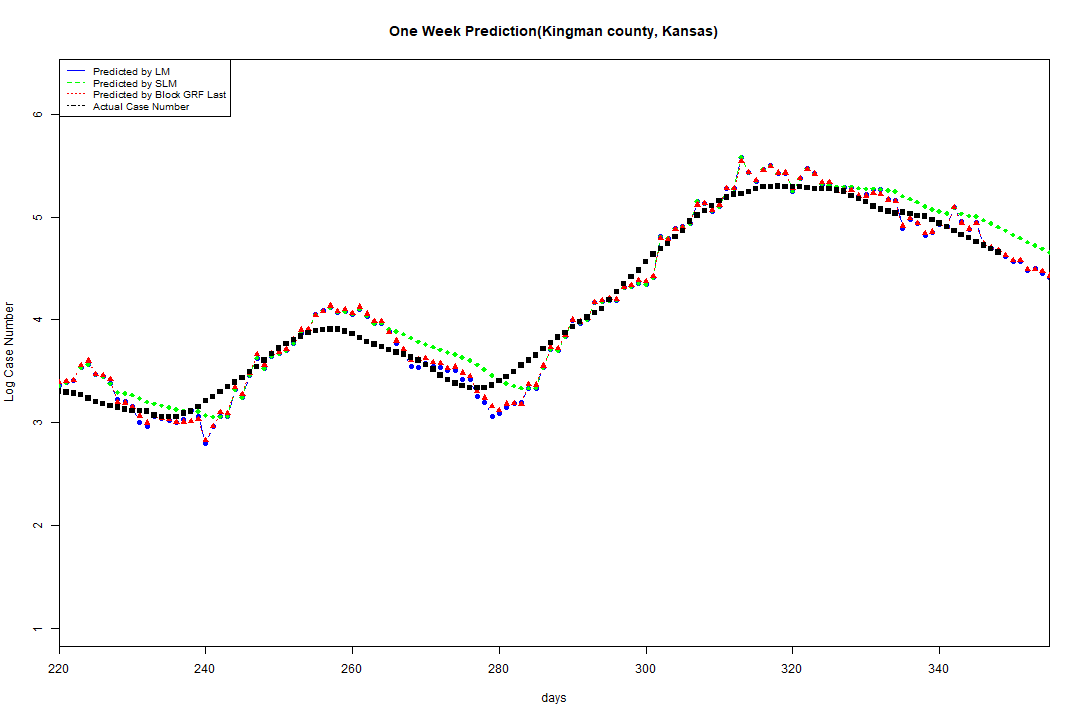 One Week Prediction(Kingman county, Kansas)
Predicted by LM
Predicted by SLM
Predicted by Block GRF Last
Actual Case Number
6
5
4
3
2
1
Log Case Number
220 240 260 280 300 320 340
days